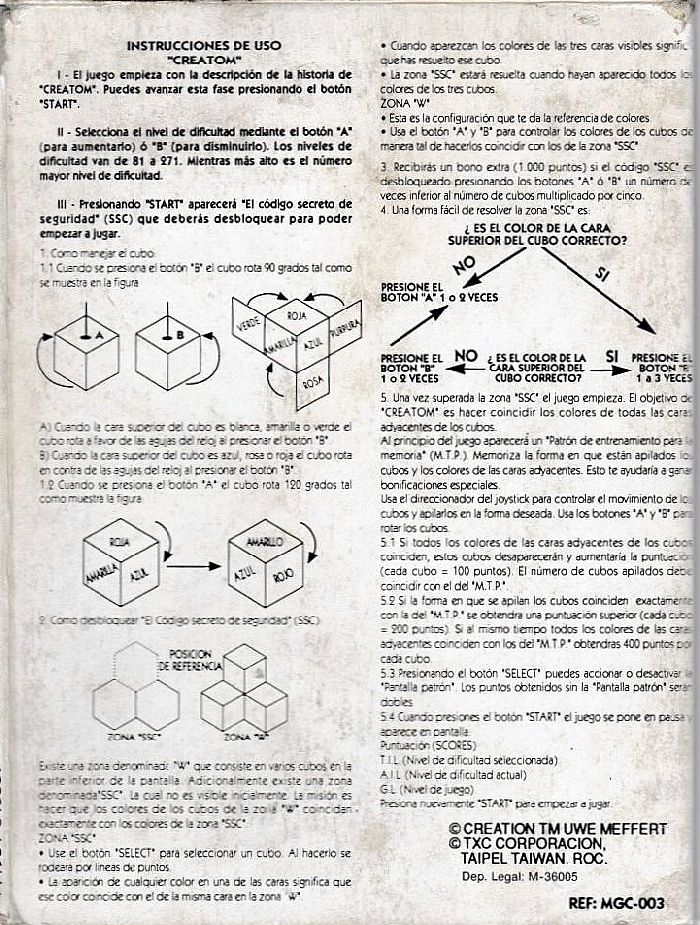 INSTRUCCIONES DE USO
"CREATOM"
I - El juego empieza con la descripción de la historia de
"CREATOM". Puedes avanzar esta fase presionando el botón
"START".
II - Selecciona el nivel de dificultad mediante el botón "A"
(para aumentarlo) ó "B" (para disminuirlo). Los niveles de
dificultad van de 81 a 271. Mientras más alto es el número
mayor nivel de dificultad.
III - Presionando "START" aparecerá "El código secreto de
seguridad" (SSC) que deberás desbloquear para poder
empezar a jugar.
1. Como manejar el cubo:
1.1 Cuando se presiona el botón "B" el cubo rota 90 grados tal como
se muestra en la figura
A
B
VERDE
ROJA
AMARILLA
AZUL
PURPURA
ROSA
A) Cuando la cara superior del cubo es blanca, amarilla o verde el
cubo rota a favor de las agujas del reloj al presionar el botón "B".
B) Cuando la cara superior del cubo es azul, rosa o roja el cubo rota
en contra de las agujas del reloj al presionar el botón "B".
1.2 Cuando se presiona el botón "A" el cubo rota 120 grados tal
como muestra la figura:
ROJA
AMARILLA
AZUL
AMARILLO
AZUL
ROJO
2. Como desbloquear "El Código secreto de seguridad" (SSC)
POSICION
DE REFERENCIA
ZONA "SSC"
ZONA "W"
Existe una zona denominada "W" que consiste en varios cubos en la
parte inferior de la pantalla. Adicionalmente existe una zona
denominada "SSC". La cual no es visible inicialmente. La misión es
hacer que los colores de los cubos de la zona "W" coincidan
exactamente con los colores de la zona "SSC"
ZONA "SSC"
• Use el botón "SELECT" para seleccionar un cubo. Al hacerlo se
rodeara por lineas de puntos.
• La aparición de cualquier color en una de las caras significa que
ese color coincide con el de la misma cara en la zona "W"
• Cuando aparezcan los colores de las tres caras visibles signific
que has resuelto ese cubo.
• La zona "SSC" estará resuelta cuando hayan aparecido todos lo
colores de los tres cubos.
ZONA "W"
• Esta es la configuración que te da la referencia de colores
• Usa el botón "A" y "B" para controlar los colores de los cubos de
manera tal de hacerlos coincidir con los de la zona "SSC"
3. Recibirás un bono extra (1.000 puntos) si el código "SSC" e
desbloqueado presionando los botones "A" ó "B" un número de
veces inferior al número de cubos multiplicado por cinco.
4. Una forma fácil de resolver la zona "SSC" es:
¿ ES EL COLOR DE LA CARA
SUPERIOR DEL CUBO CORRECTO?
NO
SI
PRESIONE EL
BOTON "A" 1 o 2 VECES
PRESIONE EL
BOTON "B"
1 o 2 VECES
NO
¿ ES EL COLOR DE LA
CARA SUPERIOR DEL
CUBO CORRECTO?
SI
PRESIONE EL
BOTON "B"
1 a 3 VECES
5. Una vez superada la zona "SSC" el juego empieza. El objetivo de
"CREATOM" es hacer coincidir los colores de todas las caras
adyacentes de los cubos.
Al principio del juego aparecerá un "Patrón de entrenamiento para la
memoria" (M.T.P.). Memoriza la forma en que están apilados lo
cubos y los colores de las caras adyacentes. Esto te ayudaría a ganar
bonificaciones especiales.
Usa el direccionador del joystick para controlar el movimiento de lo
cubos y apilarlos en la forma deseada. Usa los botones "A" y "B" para
rotar los cubos.
5.1 Si todos los colores de las caras adyacentes de los cubos
coinciden, estos cubos desaparecerán y aumentaría la puntuación
(cada cubo = 100 puntos). El número de cubos apilados debe
coincidir con el del "M.T.P.".
5.2 Si la forma en que se apilan los cubos coinciden exactamente
con la del "M.T.P." se obtendra una puntuación superior (cada cubo
= 200 puntos). Si al mismo tiempo todos los colores de las caras
adyacentes coinciden con los del "M.T.P" obtendras 400 puntos por
cada cubo.
5.3 Presionando el botón "SELECT" puedes accionar o desactivar la
"Pantalla patrón". Los puntos obtenidos sin la "Pantalla patrón" serán
dobles.
5.4 Cuando presiones el botón "START" el juego se pone en pausa y
aparece en pantalla:
Puntuación (SCORES)
T.I.L (Nivel de dificultad seleccionada)
A.I.L (Nivel de dificultad actual)
G.L (Nivel de juego)
Presiona nuevamente "START" para empezar a jugar.
© CREATION TM UWE MEFFERT
© TXC CORPORACION,
TAIPEL TAIWAN. ROC.
Dep. Legal: M-36005
REF: MGC-003